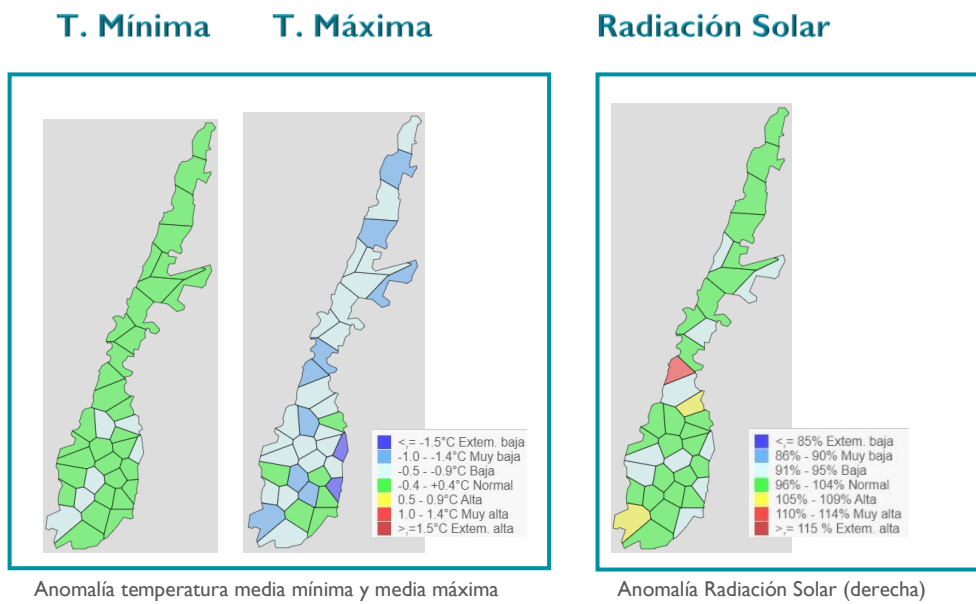 T. Mínima
T. Máxima
Radiación Solar
<,= -1.5°C Extem. baja
-1.0 - -1.4°C Muy baja
-0.5 - -0.9°C Baja
-0.4 - +0.4°C Normal
0.5 - 0.9°C Alta
1.0 - 1.4°C Muy alta
>,=1.5°C Extem. alta
<,= 85% Extem. baja
86% - 90% Muy baja
91% - 95% Baja
96% - 104% Normal
105% - 109% Alta
110% - 114% Muy alta
>,= 115 % Extem. alta
Anomalía temperatura media mínima y media máxima
Anomalía Radiación Solar (derecha)